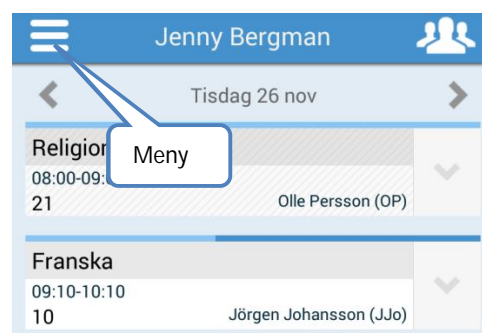 Jenny Bergman
Tisdag 26 nov
Religion
Meny
08:00-09:
21 Olle Persson (OP)
Franska
09:10-10:10
10 Jörgen Johansson (JJo)